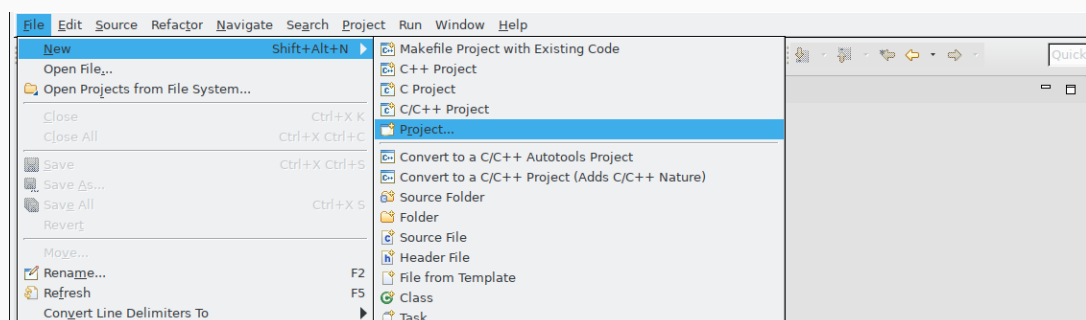 File Edit Source Refactor Navigate Search Project Run Window Help
New Shift+Alt+N
Open File...
Open Projects from File System...
Close Ctrl+X K
Close All Ctrl+X Ctrl+C
Save Ctrl+X Ctrl+S
Save As...
Save All Ctrl+X S
Revert
Move...
Rename... F2
Refresh F5
Convert Line Delimiters To
Makefile Project with Existing Code
C++ Project
C Project
C/C++ Project
Project...
Convert to a C/C++ Autotools Project
Convert to a C/C++ Project (Adds C/C++ Nature)
Source Folder
Folder
Source File
Header File
File from Template
Class
Task
Quick